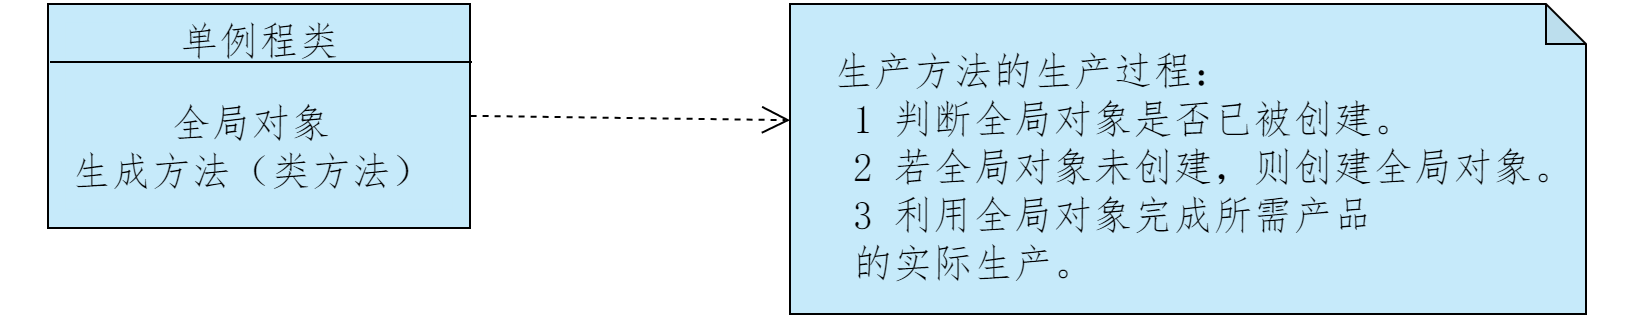 单例程类
全局对象
生成方法（类方法）
生产方法的生产过程：
1 判断全局对象是否已被创建。
2 若全局对象未创建，则创建全局对象。
3 利用全局对象完成所需产品
的实际生产。